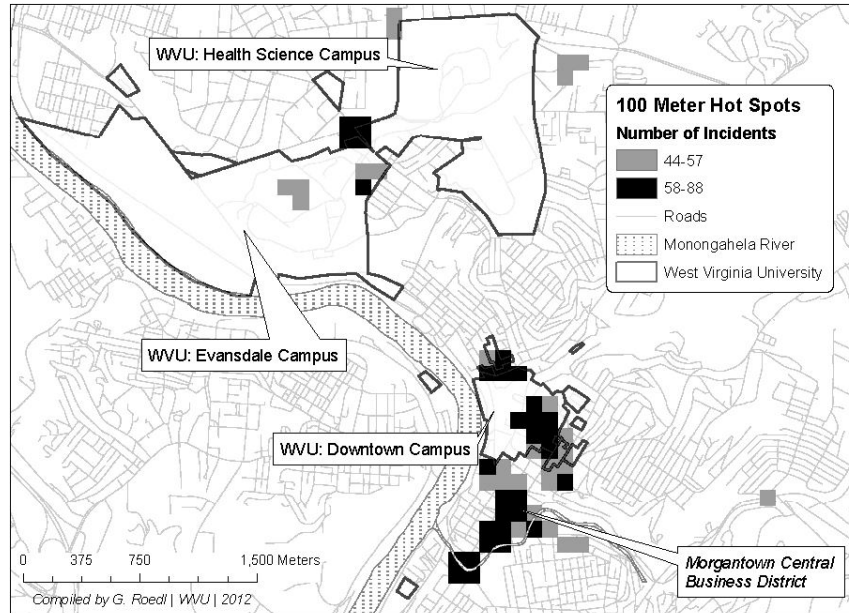 WVU: Health Science Campus
100 Meter Hot Spots
Number of Incidents
44-57
58-88
Roads
Monongahela River
West Virginia University
WVU: Evansdale Campus
WVU: Downtown Campus
0 375 750 1,500 Meters
Morgantown Central
Business District
Compiled by G. Roedl | WVU | 2012